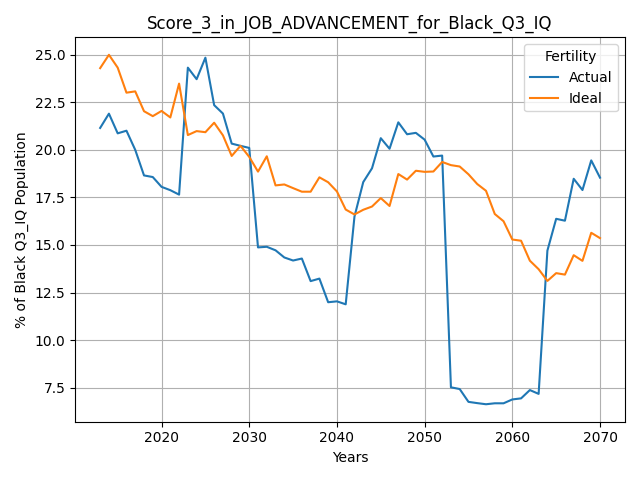 Score_3_in_JOB_ADVANCEMENT_for_Black_Q3_IQ
Fertility
Actual
Ideal
% of Black Q3_IQ Population
25.0
22.5
20.0
17.5
15.0
12.5
10.0
7.5
2020 2030 2040 2050 2060 2070
Years